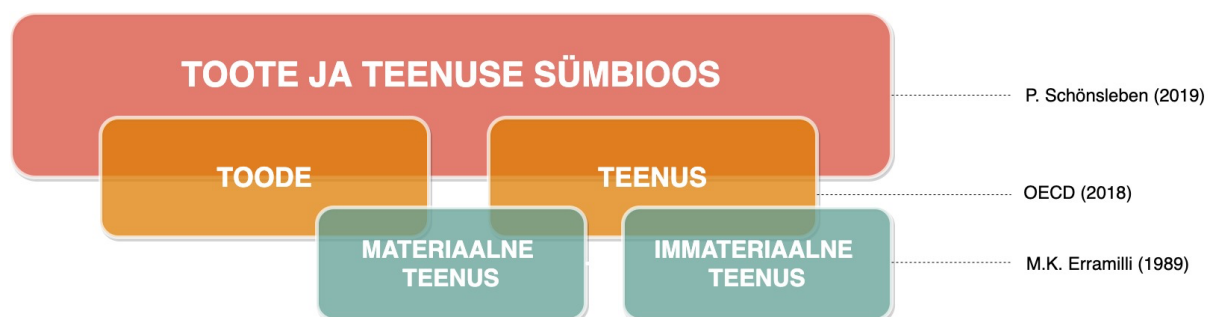 TOOTE JA TEENUSE SÜMBIOOS
P. Schönsleben (2019)
TOODE
TEENUS
OECD (2018)
MATERIAALNE
TEENUS
IMMATERIAALNE
TEENUS
M.K. Erramilli (1989)